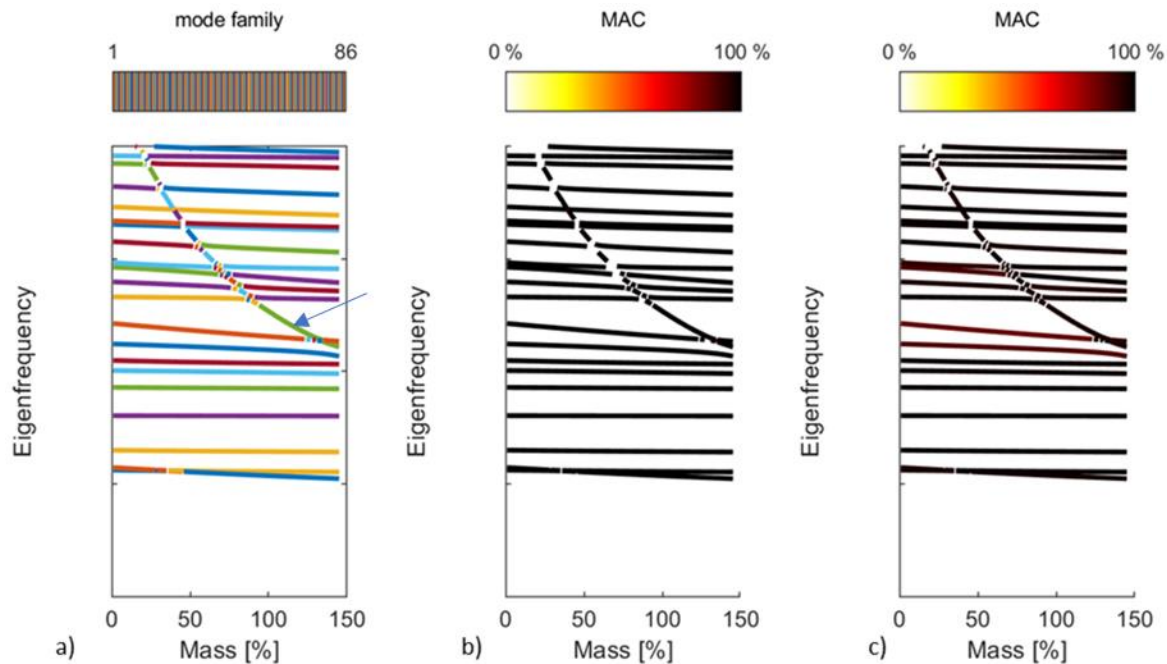 mode family
1 86
MAC
0 % 100 %
MAC
0 % 100 %
Eigenfrequency
Eigenfrequency
Eigenfrequency
0 50 100 150
0 50 100 150
0 50 100 150
a) Mass [%]
b) Mass [%]
c) Mass [%]